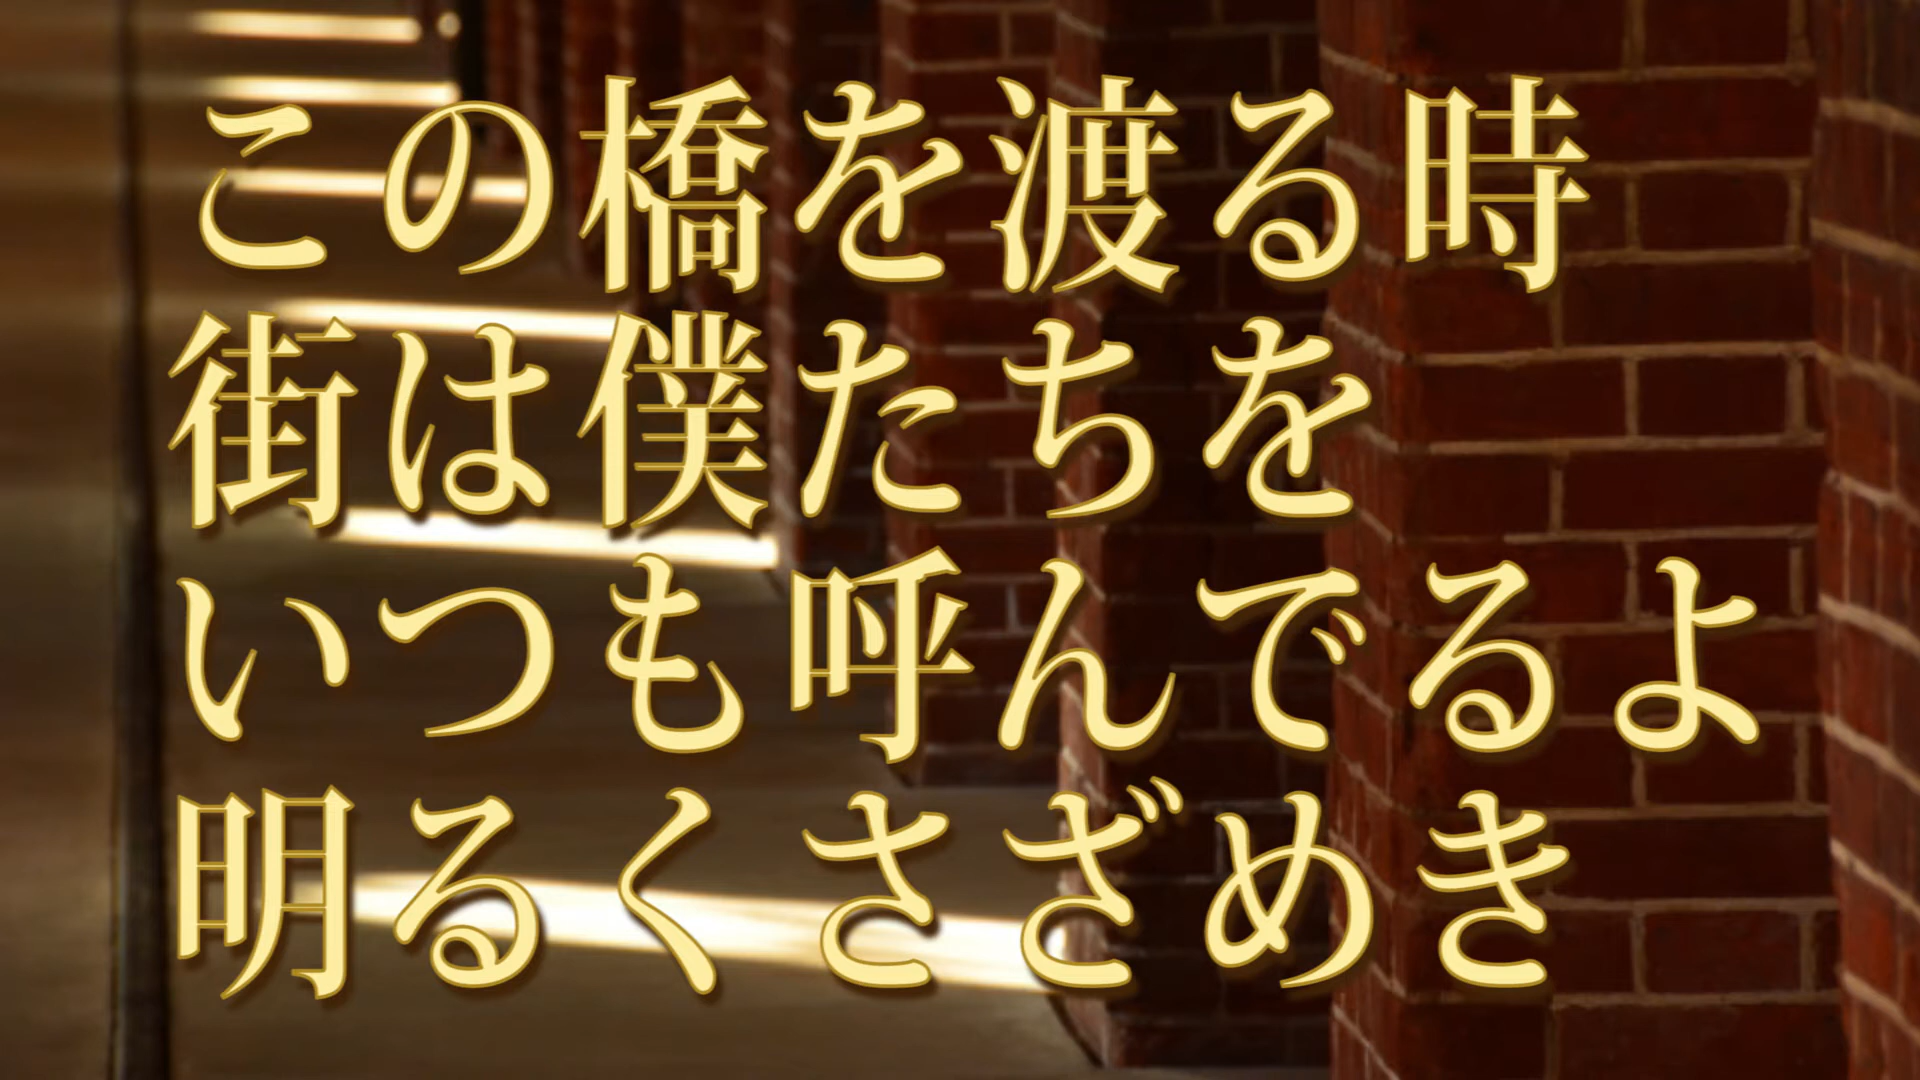 この橋を渡る時
街は僕たちを
いつも呼んでるよ
明るくさざめき